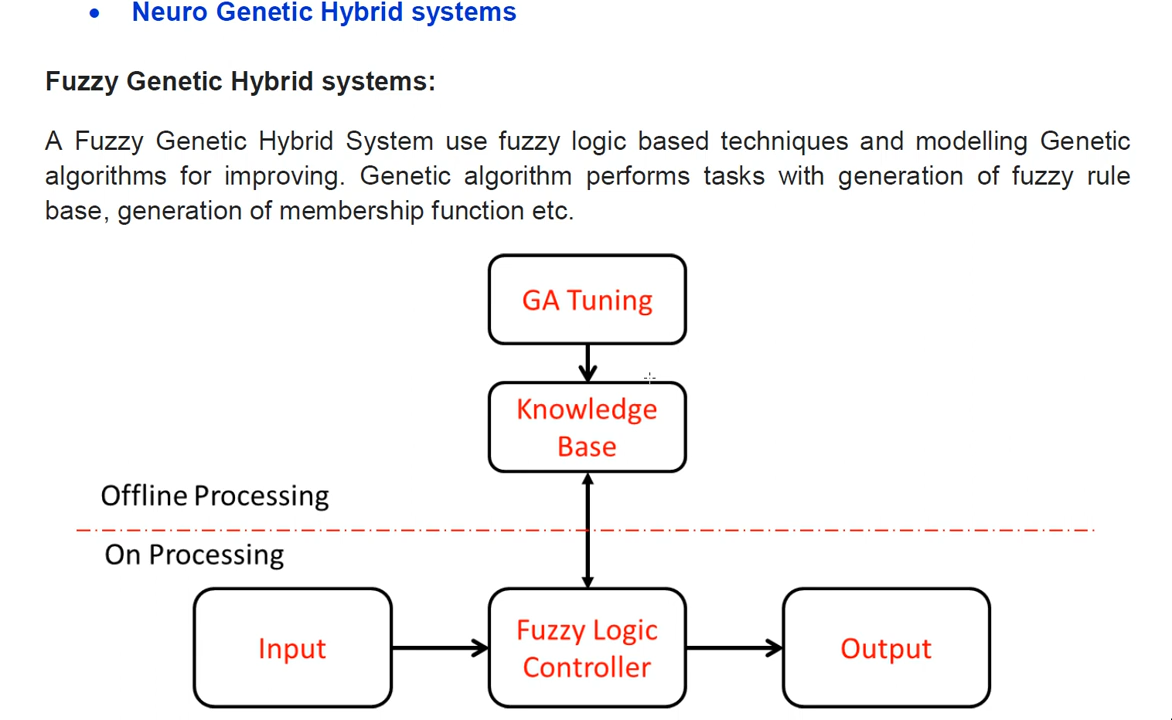 Neuro Genetic Hybrid systems
Fuzzy Genetic Hybrid systems:
A Fuzzy Genetic Hybrid System use fuzzy logic based techniques and modelling Genetic
algorithms for improving. Genetic algorithm performs tasks with generation of fuzzy rule
base, generation of membership function etc.
GA Tuning
Knowledge
Base
Offline Processing
On Processing
Input
Fuzzy Logic
Controller
Output